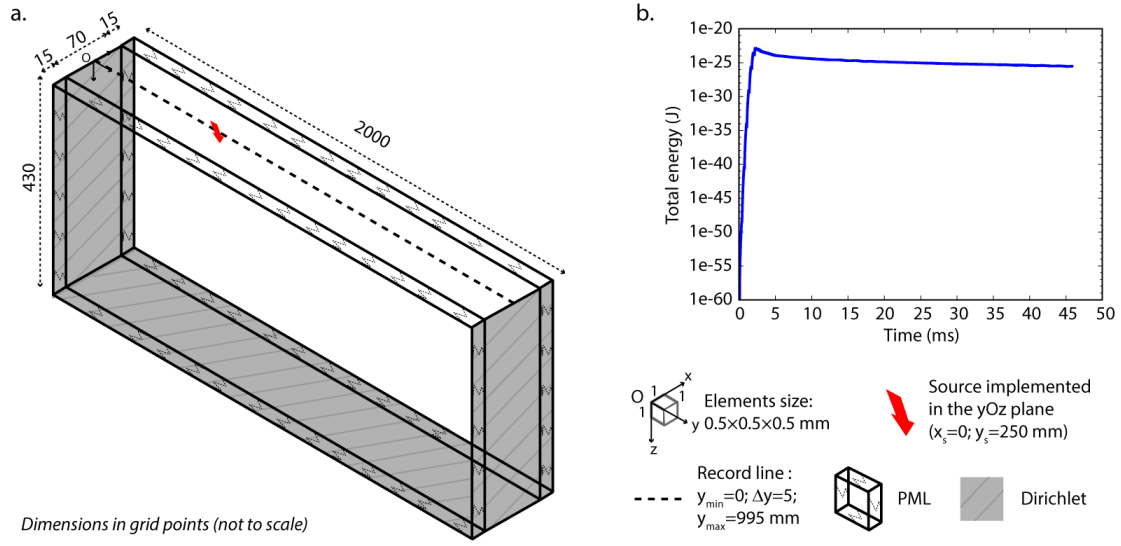 a.
15
70
15
O
2000
430
Dimensions in grid points (not to scale)
b.
Total energy (J)
1e-20
1e-25
1e-30
1e-35
1e-40
1e-45
1e-50
1e-55
1e-60
0 5 10 15 20 25 30 35 40 45 50
Time (ms)
O 1 x
1 1
y
z
Elements size:
0.5×0.5×0.5 mm
Source implemented
in the yOz plane
(xs=0; ys=250 mm)
Record line :
ymin=0; Δy=5;
ymax=995 mm
PML
Dirichlet